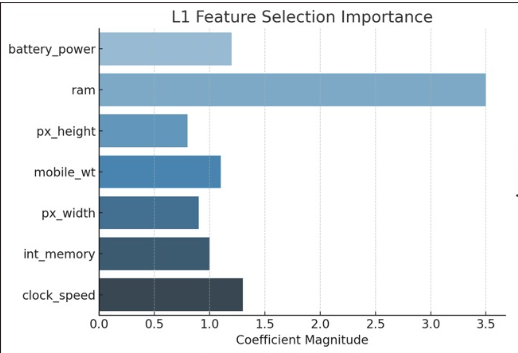 L1 Feature Selection Importance
battery_power
ram
px_height
mobile_wt
px_width
int_memory
clock_speed
0.0 0.5 1.0 1.5 2.0 2.5 3.0 3.5
Coefficient Magnitude